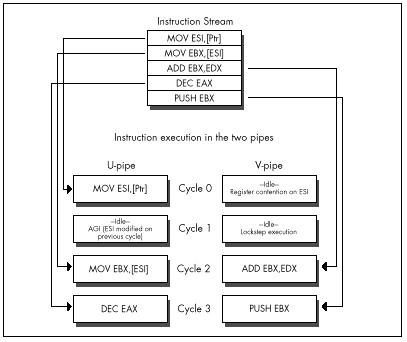 Instruction Stream
MOV ESI,[Ptr]
MOV EBX,[ESI]
ADD EBX,EDX
DEC EAX
PUSH EBX
Instruction execution in the two pipes
U-pipe
V-pipe
MOV ESI,[Ptr]
Cycle 0
—Idle—
Register contention on ESI
—Idle—
AGI (ESI modified on
previous cycle)
Cycle 1
—Idle—
Lockstep execution
MOV EBX,[ESI]
Cycle 2
ADD EBX,EDX
DEC EAX
Cycle 3
PUSH EBX